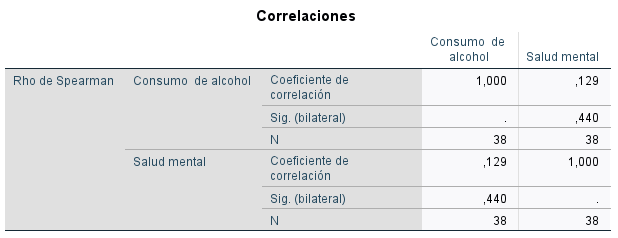 Correlaciones
Consumo de
alcohol Salud mental
Rho de Spearman Consumo de alcohol Coeficiente de
correlación 1,000 ,129
Sig. (bilateral) . ,440
N 38 38
Salud mental Coeficiente de
correlación ,129 1,000
Sig. (bilateral) ,440 .
N 38 38